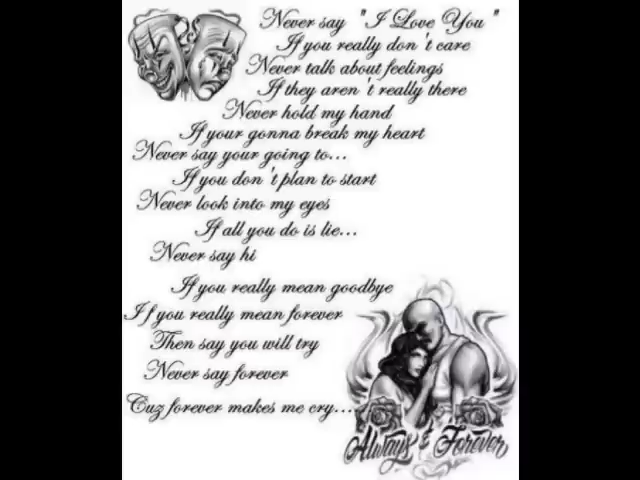 Never say "I Love You"
If you really don't care
Never talk about feelings
If they aren't really there
Never hold my hand
If your gonna break my heart
Never say your going to...
If you don't plan to start
Never look into my eyes
If all you do is lie...
Never say hi
If you really mean goodbye
If you really mean forever
Then say you will try
Never say forever
Cuz forever makes me cry....
Always & Forever